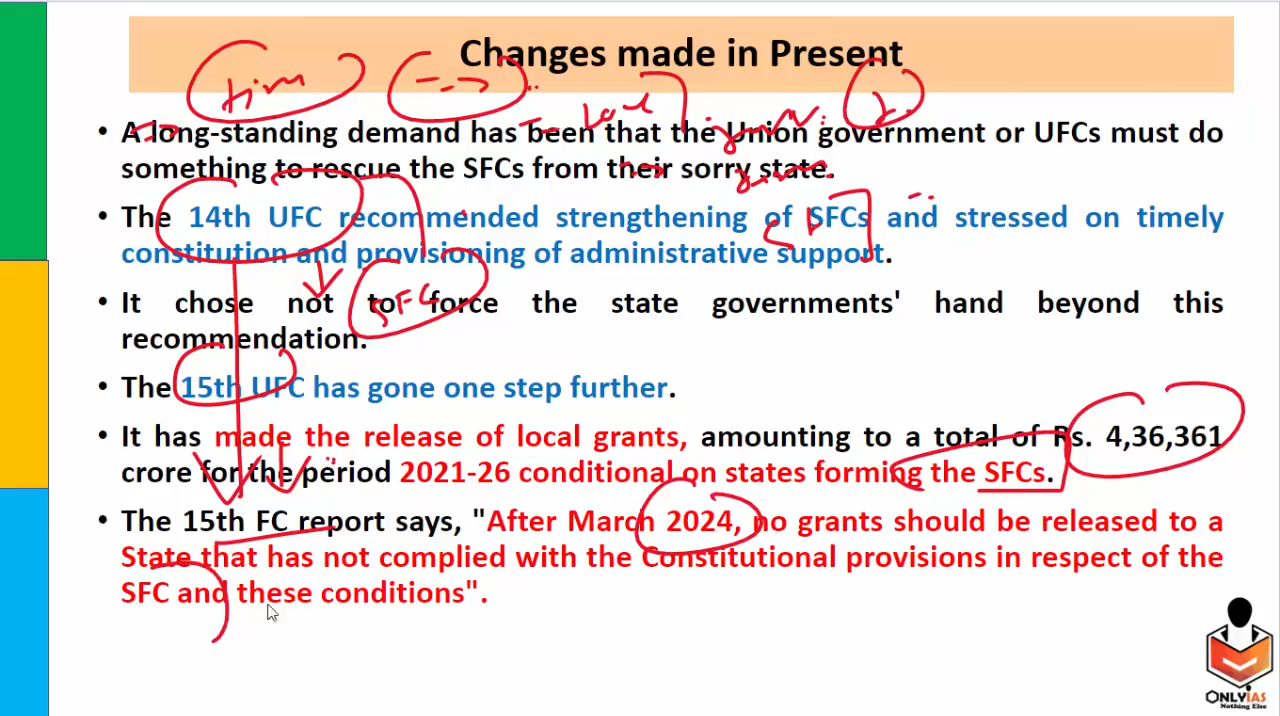 Changes made in Present
• A long-standing demand has been that the Union government or UFCs must do
something to rescue the SFCs from their sorry state.
• The 14th UFC recommended strengthening of SFCs and stressed on timely
constitution and provisioning of administrative support.
• It chose not to force the state governments' hand beyond this
recommendation.
• The 15th UFC has gone one step further.
• It has made the release of local grants, amounting to a total of Rs. 4,36,361
crore for the period 2021-26 conditional on states forming the SFCs.
• The 15th FC report says, "After March 2024, no grants should be released to a
State that has not complied with the Constitutional provisions in respect of the
SFC and these conditions".
SFC
ONLYIAS
Nothing Else